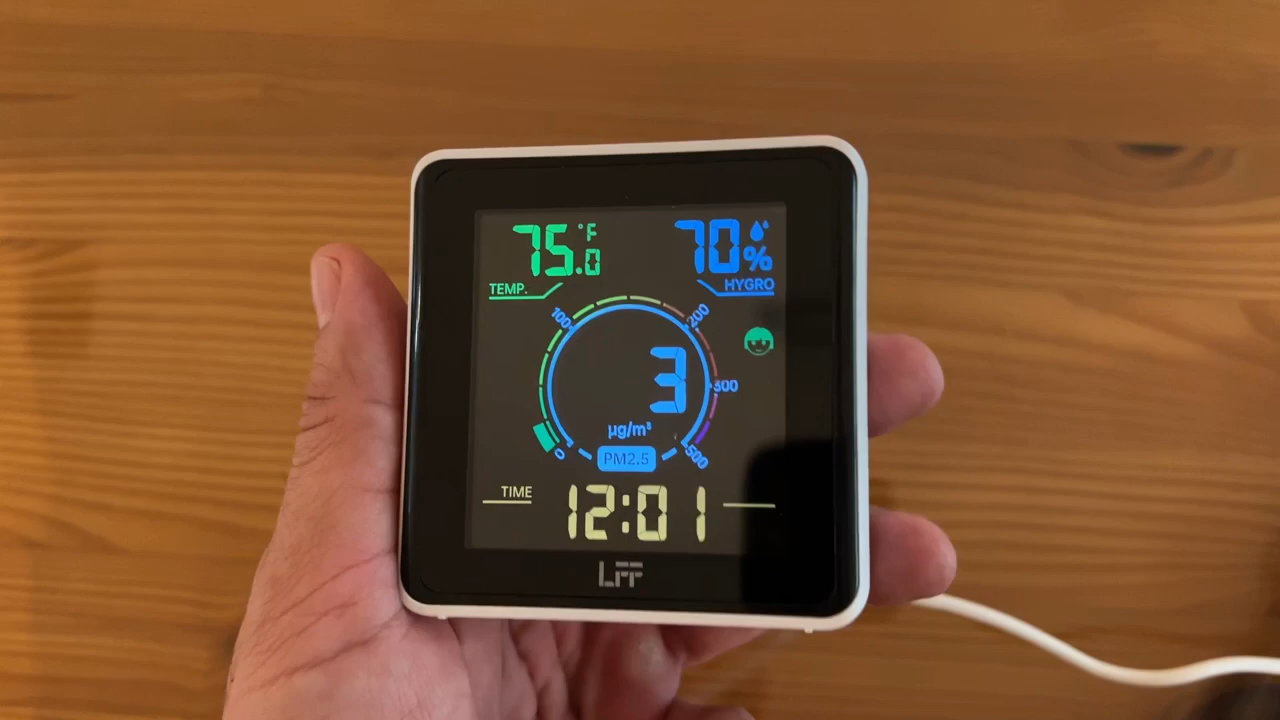 75.0 °F
70 %
TEMP.
HYGRO
100
200
3
300
µg/m³
0
500
PM2.5
TIME
12:01
LFF